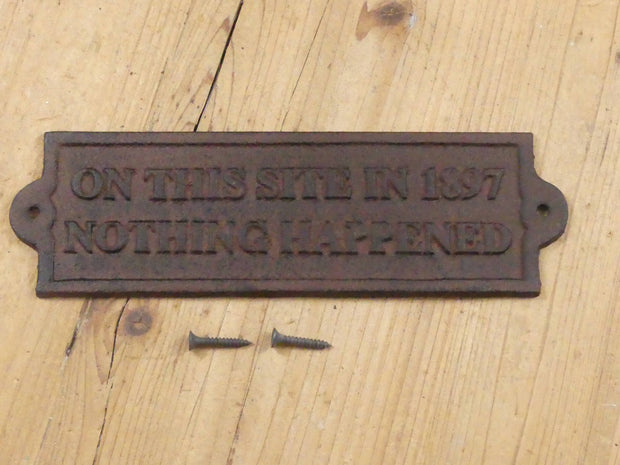 ON THIS SITE IN 1897
NOTHING HAPPENED